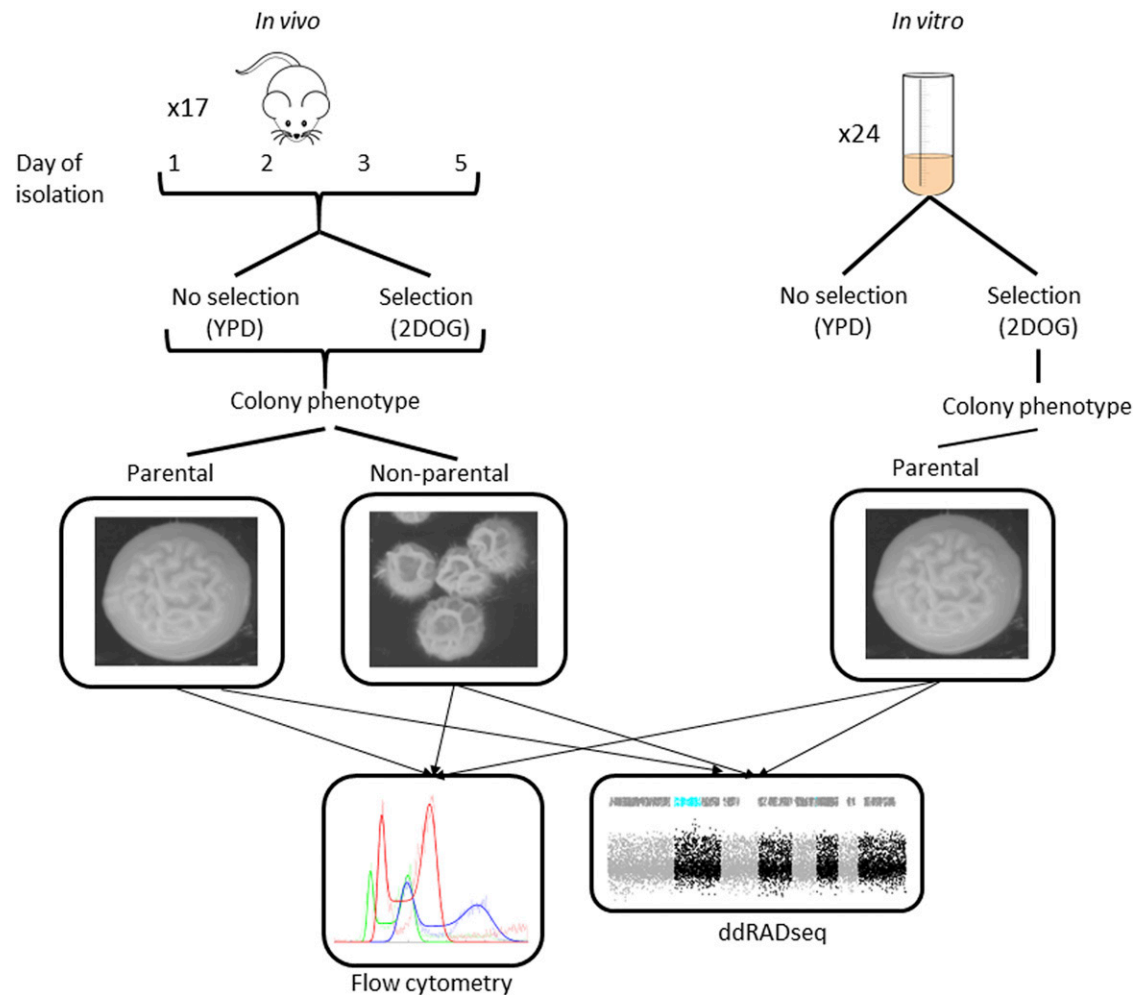 In vivo
In vitro
x17
x24
Day of
isolation
1 2 3 5
No selection
(YPD)
Selection
(2DOG)
No selection
(YPD)
Selection
(2DOG)
Colony phenotype
Colony phenotype
Parental
Non-parental
Parental
Flow cytometry
ddRADseq